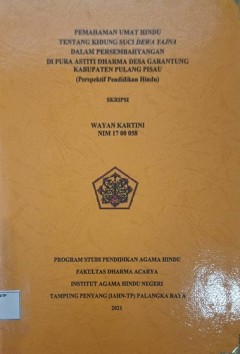 PEMAHAMAN UMAT HINDU
TENTANG KIDUNG SUCI DEWA YAJNA
DALAM PERSEMBAHYANGAN
DI PURA ASTITI DHARMA DESA GARANTUNG
KABUPATEN PULANG PISAU
(Perspektif Pendidikan Hindu)
SKRIPSI
WAYAN KARTINI
NIM 17 00 058
PROGRAM STUDI PENDIDIKAN AGAMA HINDU
FAKULTAS DHARMA ACARYA
INSTITUT AGAMA HINDU NEGERI
TAMPUNG PENYANG (IAHN-TP) PALANGKA RAYA
2021